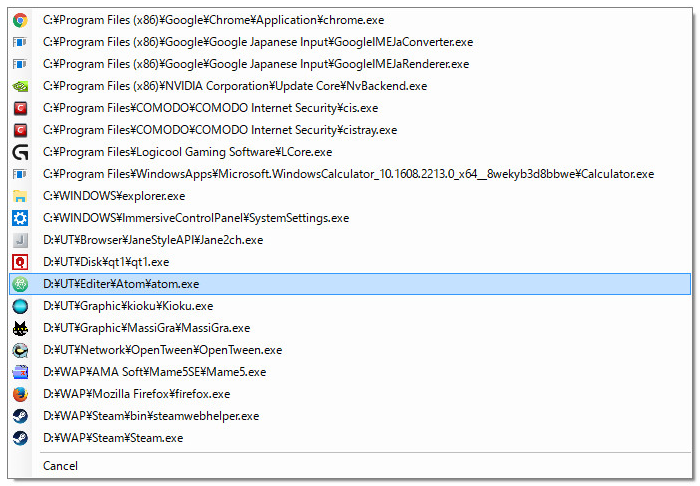 C:¥Program Files (x86)¥Google¥Chrome¥Application¥chrome.exe
C:¥Program Files (x86)¥Google¥Google Japanese Input¥GoogleIMEJaConverter.exe
C:¥Program Files (x86)¥Google¥Google Japanese Input¥GoogleIMEJaRenderer.exe
C:¥Program Files (x86)¥NVIDIA Corporation¥Update Core¥NvBackend.exe
C:¥Program Files¥COMODO¥COMODO Internet Security¥cis.exe
C:¥Program Files¥COMODO¥COMODO Internet Security¥cistray.exe
C:¥Program Files¥Logicool Gaming Software¥LCore.exe
C:¥Program Files¥WindowsApps¥Microsoft.WindowsCalculator_10.1608.2213.0_x64__8wekyb3d8bbwe¥Calculator.exe
C:¥WINDOWS¥explorer.exe
C:¥WINDOWS¥ImmersiveControlPanel¥SystemSettings.exe
D:¥UT¥Browser¥JaneStyleAPI¥Jane2ch.exe
D:¥UT¥Disk¥qt1¥qt1.exe
D:¥UT¥Editer¥Atom¥atom.exe
D:¥UT¥Graphic¥kioku¥Kioku.exe
D:¥UT¥Graphic¥MassiGra¥MassiGra.exe
D:¥UT¥Network¥OpenTween¥OpenTween.exe
D:¥WAP¥AMA Soft¥Mame5SE¥Mame5.exe
D:¥WAP¥Mozilla Firefox¥firefox.exe
D:¥WAP¥Steam¥bin¥steamwebhelper.exe
D:¥WAP¥Steam¥Steam.exe
Cancel